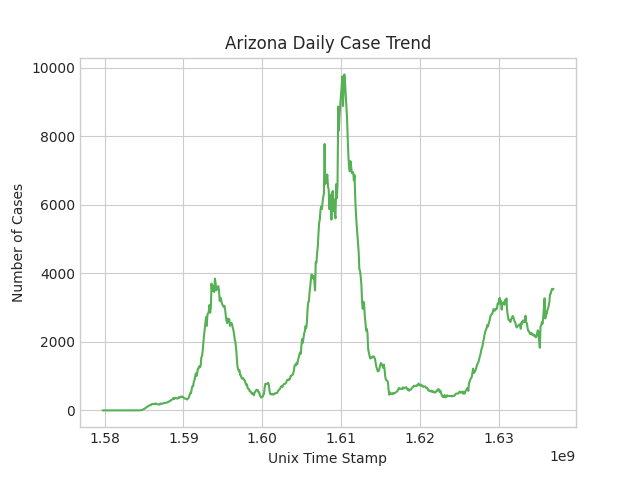 Arizona Daily Case Trend
10000
8000
6000
4000
2000
0
Number of Cases
1.58 1.59 1.60 1.61 1.62 1.63
1e9
Unix Time Stamp